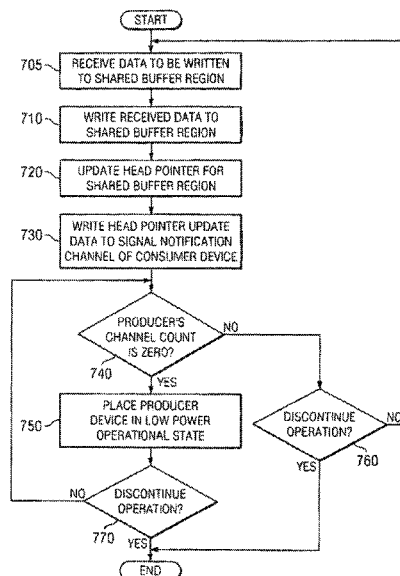 START
705
RECEIVE DATA TO BE WRITTEN
TO SHARED BUFFER REGION
710
WRITE RECEIVED DATA TO
SHARED BUFFER REGION
720
UPDATE HEAD POINTER FOR
SHARED BUFFER REGION
730
WRITE HEAD POINTER UPDATE
DATA TO SIGNAL NOTIFICATION
CHANNEL OF CONSUMER DEVICE
PRODUCER'S
CHANNEL COUNT
IS ZERO?
NO
740
YES
750
PLACE PRODUCER
DEVICE IN LOW POWER
OPERATIONAL STATE
DISCONTINUE
OPERATION?
NO
YES
760
NO
DISCONTINUE
OPERATION?
770
YES
END